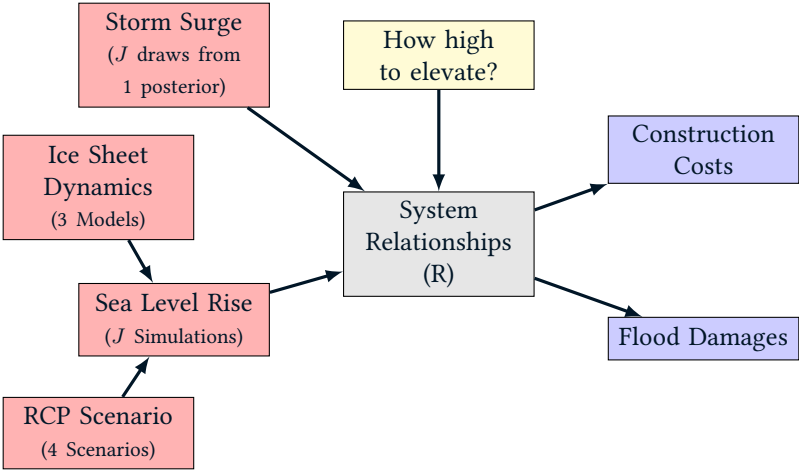 Storm Surge
(J draws from
1 posterior)
How high
to elevate?
Construction
Costs
Ice Sheet
Dynamics
(3 Models)
System
Relationships
(R)
Sea Level Rise
(J Simulations)
Flood Damages
RCP Scenario
(4 Scenarios)